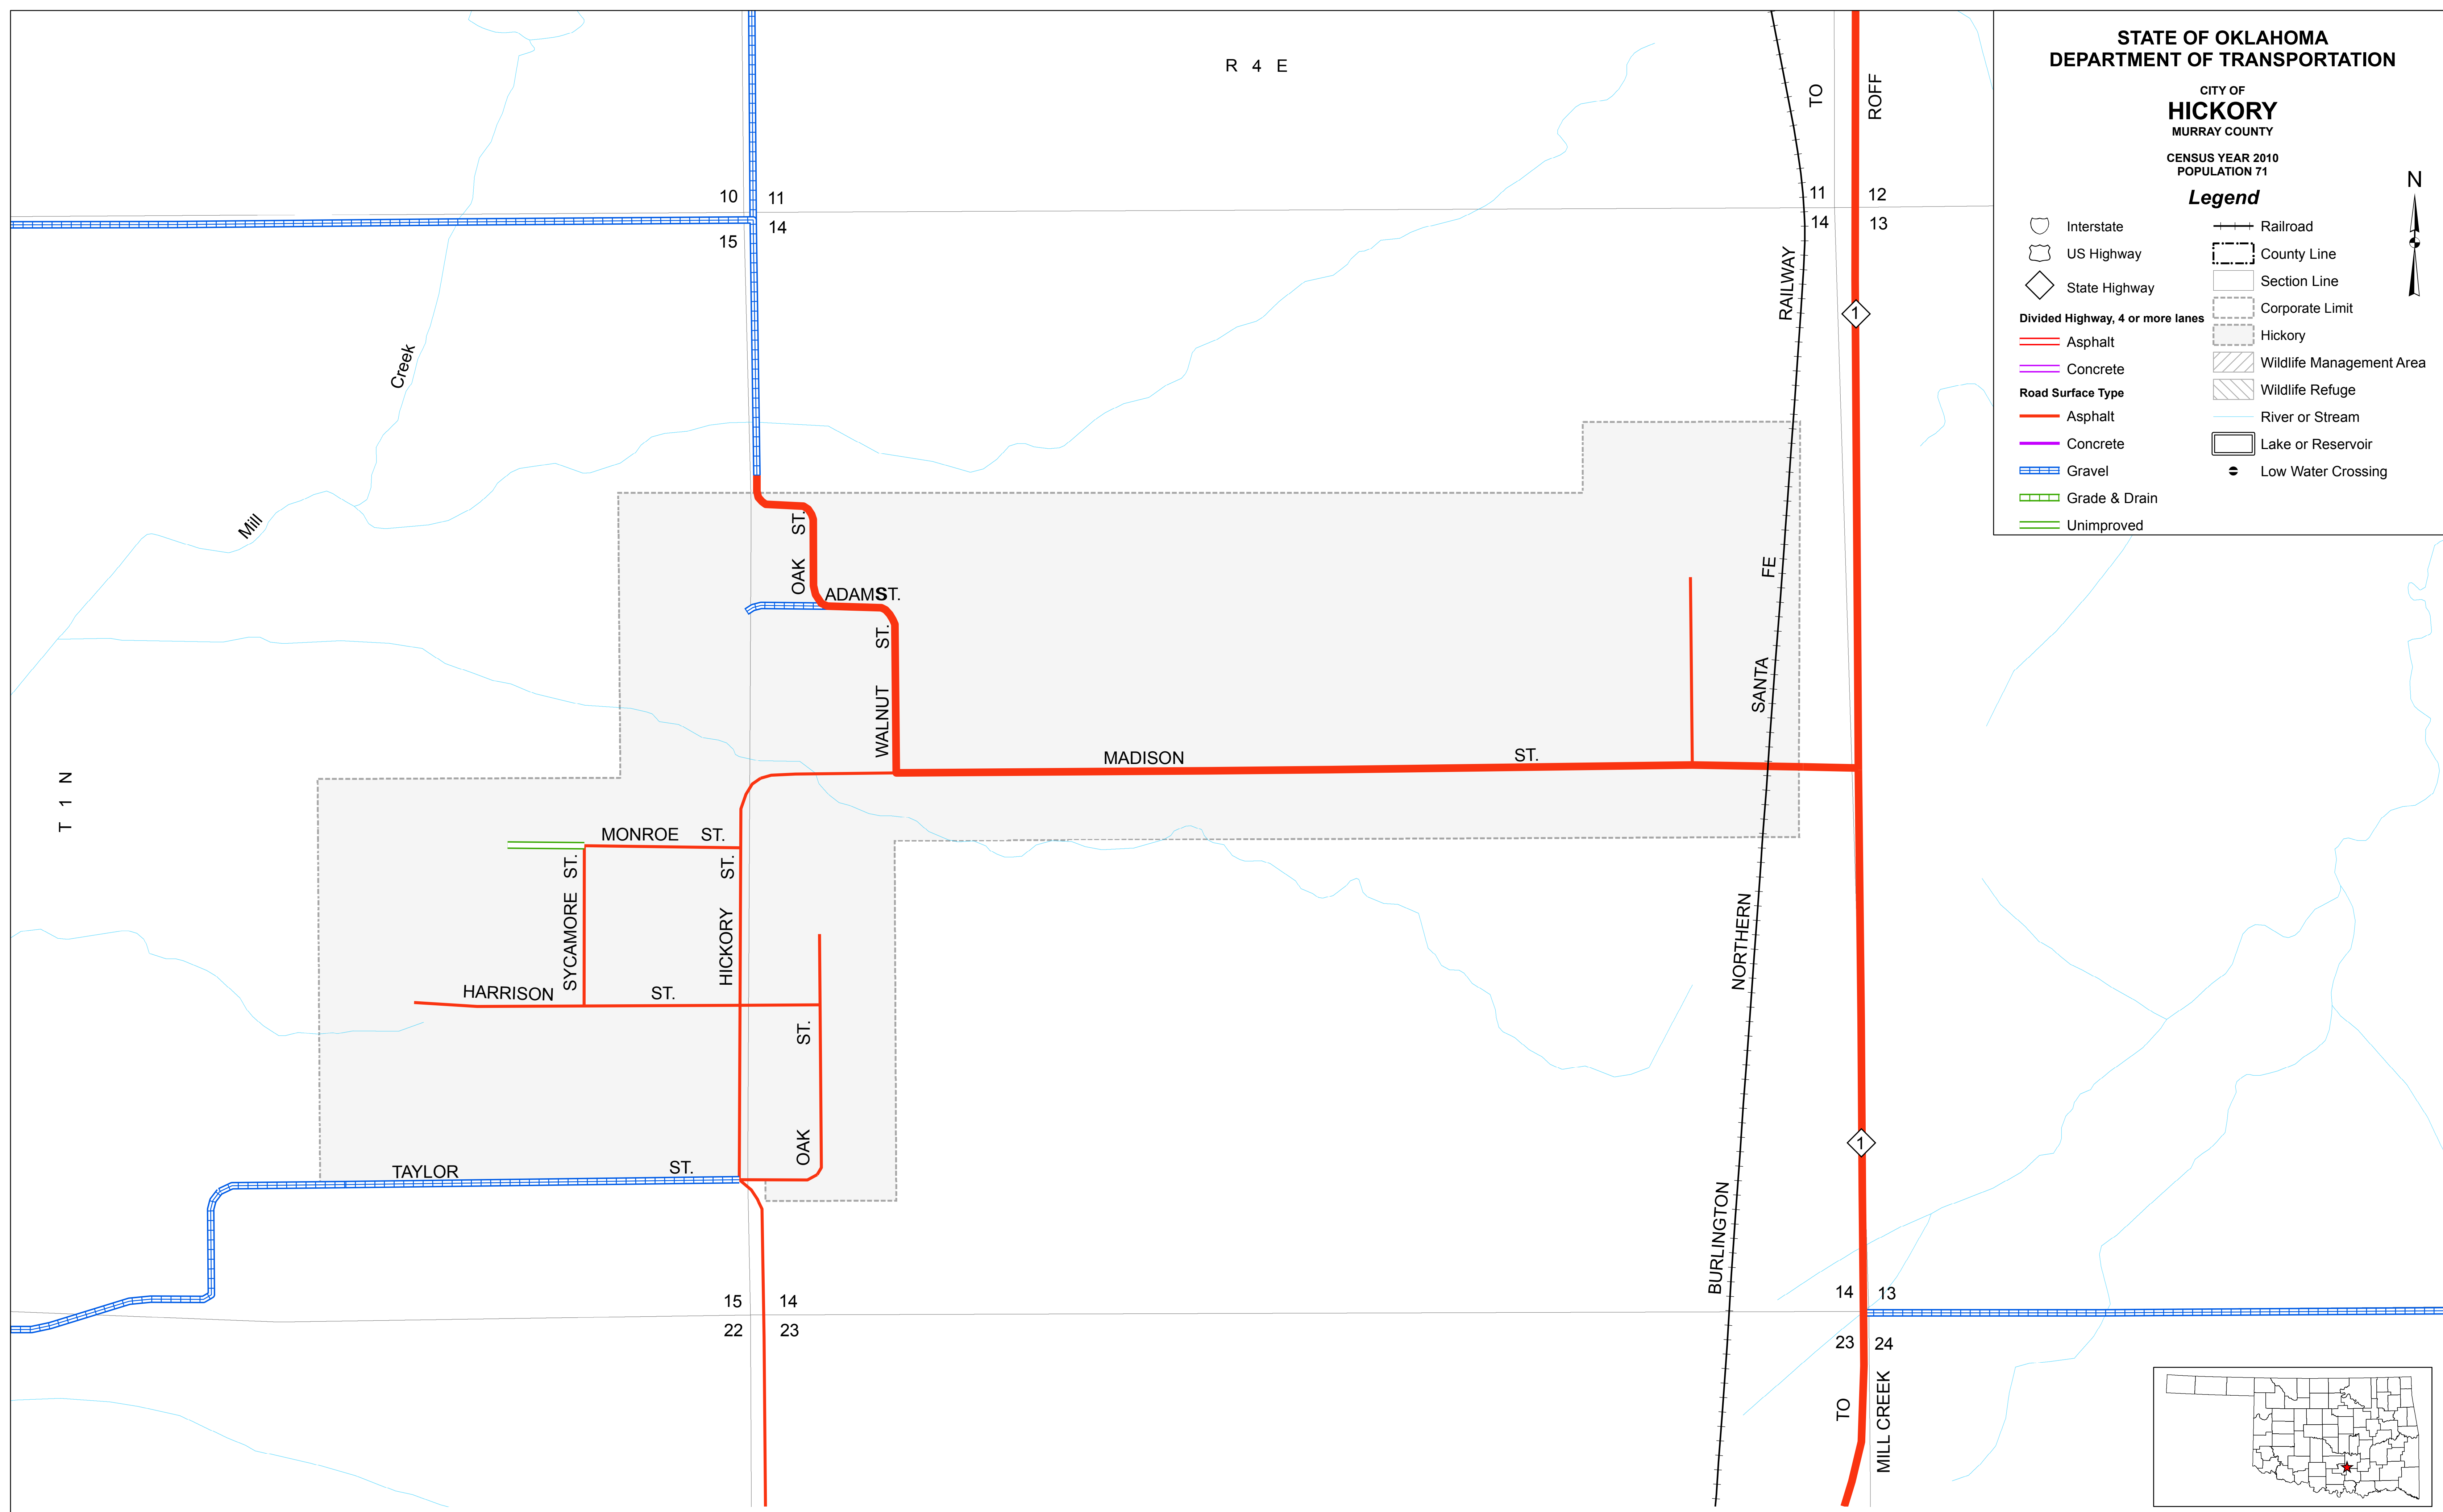 STATE OF OKLAHOMA
DEPARTMENT OF TRANSPORTATION
CITY OF
HICKORY
MURRAY COUNTY
CENSUS YEAR 2010
POPULATION 71
N
Legend
Interstate
US Highway
State Highway
Divided Highway, 4 or more lanes
Asphalt
Concrete
Road Surface Type
Asphalt
Concrete
Gravel
Grade & Drain
Unimproved
Railroad
County Line
Section Line
Corporate Limit
Hickory
Wildlife Management Area
Wildlife Refuge
River or Stream
Lake or Reservoir
Low Water Crossing
R 4 E
TO ROFF
10 11
15 14
11 12
14 13
1
RAILWAY
Mill Creek
OAK ST.
ADAMST.
FE
WALNUT ST.
SANTA
MADISON ST.
T 1 N
MONROE ST.
SYCAMORE ST.
HICKORY ST.
NORTHERN
HARRISON ST.
OAK ST.
1
TAYLOR ST.
BURLINGTON
15 14
22 23
14 13
23 24
TO MILL CREEK